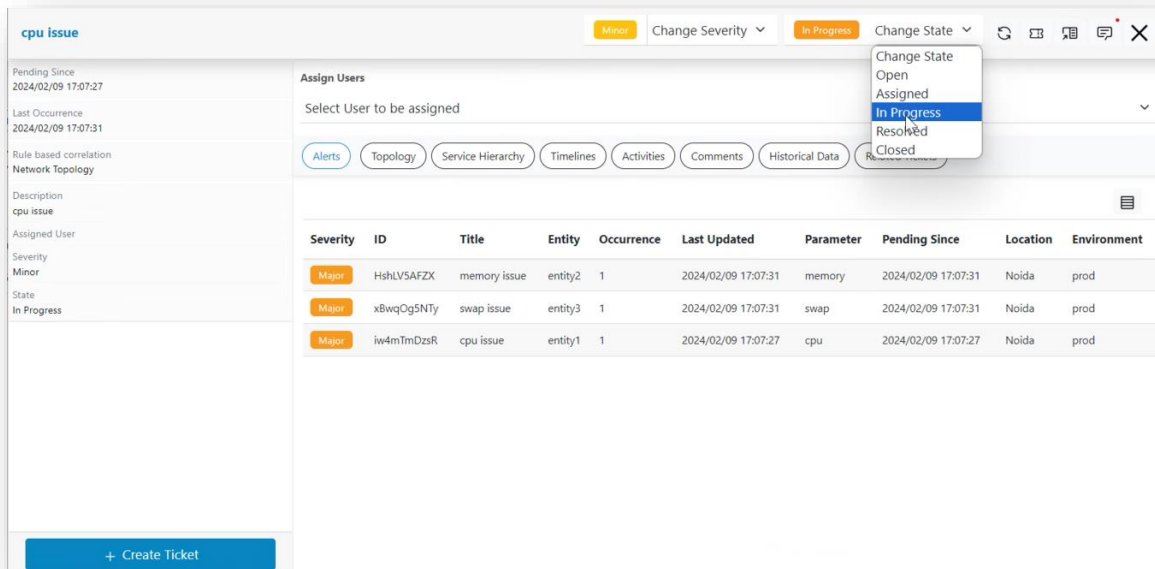 cpu issue
Minor
Change Severity
In Progress
Change State
Change State
Open
Assigned
In Progress
Resolved
Closed
Pending Since
2024/02/09 17:07:27
Last Occurrence
2024/02/09 17:07:31
Rule based correlation
Network Topology
Description
cpu issue
Assigned User
Severity
Minor
State
In Progress
+ Create Ticket
Assign Users
Select User to be assigned
Alerts Topology Service Hierarchy Timelines Activities Comments Historical Data Related Tickets
Severity ID Title Entity Occurrence Last Updated Parameter Pending Since Location Environment
Major HshLV5AFZX memory issue entity2 1 2024/02/09 17:07:31 memory 2024/02/09 17:07:31 Noida prod
Major xBwqOg5NTy swap issue entity3 1 2024/02/09 17:07:31 swap 2024/02/09 17:07:31 Noida prod
Major iw4mTmDzsR cpu issue entity1 1 2024/02/09 17:07:27 cpu 2024/02/09 17:07:27 Noida prod